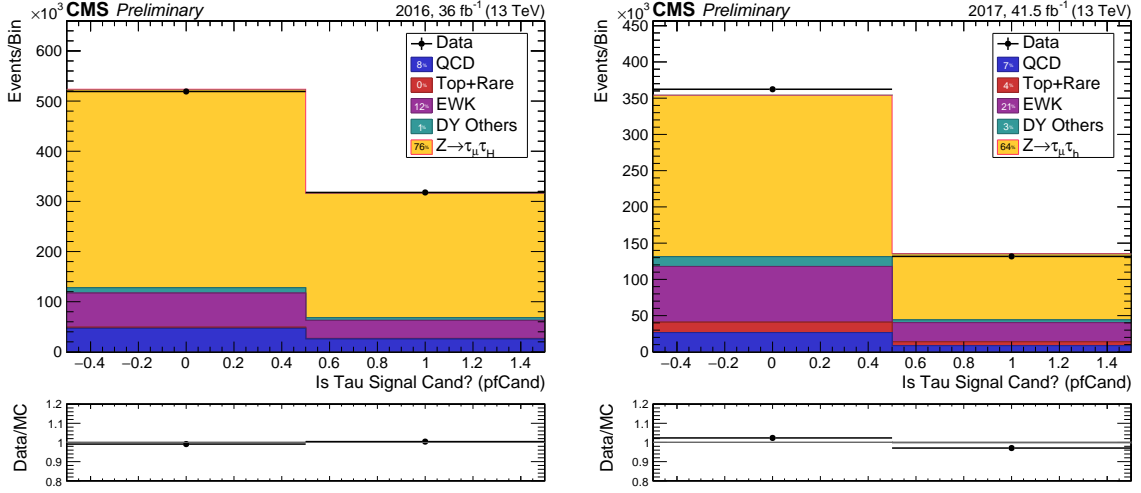 ×10³ CMS Preliminary 2016, 36 fb⁻¹ (13 TeV)
Events/Bin
600
500
400
300
200
100
0
Data
8% QCD
0% Top+Rare
12% EWK
1% DY Others
76% Z→τμτH
−0.4 −0.2 0 0.2 0.4 0.6 0.8 1 1.2 1.4
Is Tau Signal Cand? (pfCand)
Data/MC
1.2
1.1
1
0.9
0.8
×10³ CMS Preliminary 2017, 41.5 fb⁻¹ (13 TeV)
Events/Bin
450
400
350
300
250
200
150
100
50
0
Data
7% QCD
4% Top+Rare
21% EWK
3% DY Others
64% Z→τμτh
−0.4 −0.2 0 0.2 0.4 0.6 0.8 1 1.2 1.4
Is Tau Signal Cand? (pfCand)
Data/MC
1.2
1.1
1
0.9
0.8